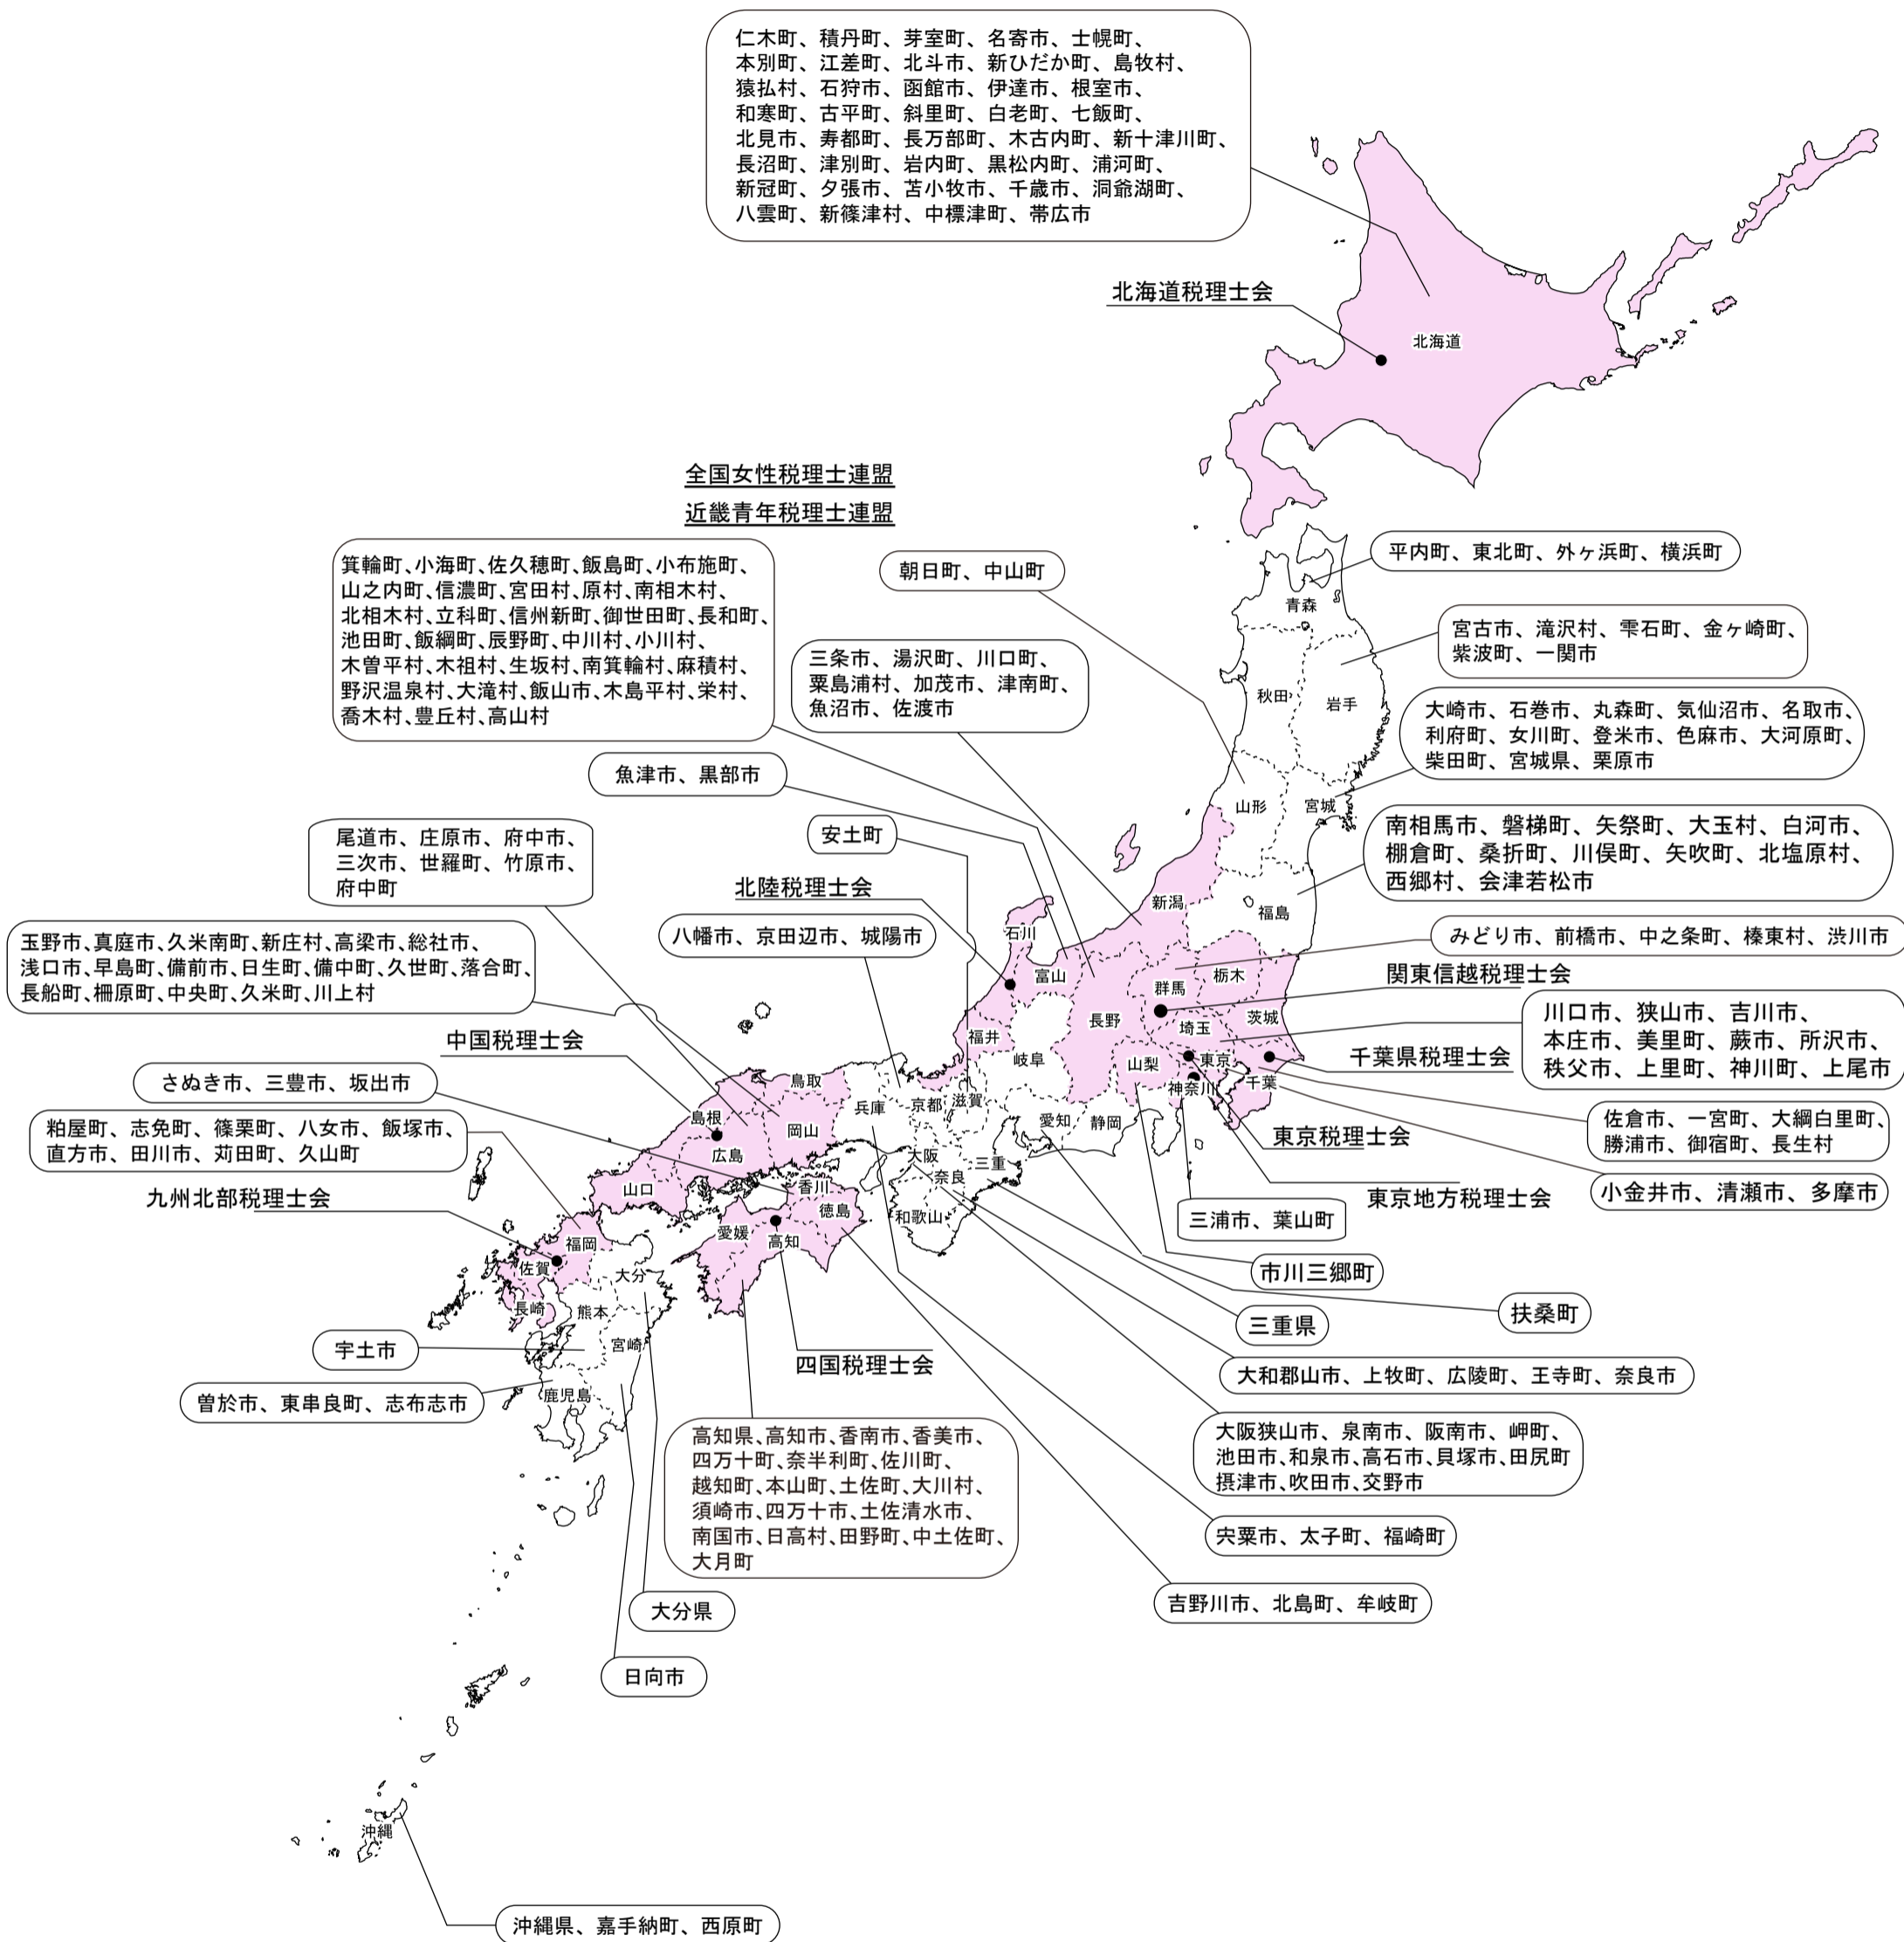 仁木町、積丹町、芽室町、名寄市、士幌町、
本別町、江差町、北斗市、新ひだか町、島牧村、
猿払村、石狩市、函館市、伊達市、根室市、
和寒町、古平町、斜里町、白老町、七飯町、
北見市、寿都町、長万部町、木古内町、新十津川町、
長沼町、津別町、岩内町、黒松内町、浦河町、
新冠町、夕張市、苫小牧市、千歳市、洞爺湖町、
八雲町、新篠津村、中標津町、帯広市
北海道税理士会
北海道
全国女性税理士連盟
近畿青年税理士連盟
箕輪町、小海町、佐久穂町、飯島町、小布施町、
山之内町、信濃町、宮田村、原村、南相木村、
北相木村、立科町、信州新町、御世田町、長和町、
池田町、飯綱町、辰野町、中川村、小川村、
木曽平村、木祖村、生坂村、南箕輪村、麻積村、
野沢温泉村、大滝村、飯山市、木島平村、栄村、
喬木村、豊丘村、高山村
朝日町、中山町
平内町、東北町、外ヶ浜町、横浜町
青森
三条市、湯沢町、川口町、
粟島浦村、加茂市、津南町、
魚沼市、佐渡市
宮古市、滝沢村、雫石町、金ヶ崎町、
紫波町、一関市
秋田
岩手
大崎市、石巻市、丸森町、気仙沼市、名取市、
利府町、女川町、登米市、色麻市、大河原町、
柴田町、宮城県、栗原市
魚津市、黒部市
山形
宮城
尾道市、庄原市、府中市、
三次市、世羅町、竹原市、
府中町
安土町
南相馬市、磐梯町、矢祭町、大玉村、白河市、
棚倉町、桑折町、川俣町、矢吹町、北塩原村、
西郷村、会津若松市
北陸税理士会
新潟
福島
玉野市、真庭市、久米南町、新庄村、高梁市、総社市、
浅口市、早島町、備前市、日生町、備中町、久世町、落合町、
長船町、柵原町、中央町、久米町、川上村
八幡市、京田辺市、城陽市
石川
みどり市、前橋市、中之条町、榛東村、渋川市
富山
群馬
栃木
関東信越税理士会
長野
埼玉
茨城
川口市、狭山市、吉川市、
本庄市、美里町、蕨市、所沢市、
秩父市、上里町、神川町、上尾市
中国税理士会
福井
岐阜
山梨
東京
千葉県税理士会
さぬき市、三豊市、坂出市
鳥取
兵庫
京都
滋賀
神奈川
千葉
島根
岡山
愛知
静岡
佐倉市、一宮町、大網白里町、
勝浦市、御宿町、長生村
粕屋町、志免町、篠栗町、八女市、飯塚市、
直方市、田川市、苅田町、久山町
広島
大阪
三重
東京税理士会
山口
香川
奈良
東京地方税理士会
小金井市、清瀬市、多摩市
九州北部税理士会
愛媛
徳島
高知
和歌山
三浦市、葉山町
福岡
佐賀
大分
市川三郷町
長崎
熊本
扶桑町
宇土市
宮崎
三重県
四国税理士会
大和郡山市、上牧町、広陵町、王寺町、奈良市
曽於市、東串良町、志布志市
鹿児島
高知県、高知市、香南市、香美市、
四万十町、奈半利町、佐川町、
越知町、本山町、土佐町、大川村、
須崎市、四万十市、土佐清水市、
南国市、日高村、田野町、中土佐町、
大月町
大阪狭山市、泉南市、阪南市、岬町、
池田市、和泉市、高石市、貝塚市、田尻町
摂津市、吹田市、交野市
宍粟市、太子町、福崎町
大分県
吉野川市、北島町、牟岐町
日向市
沖縄
沖縄県、嘉手納町、西原町